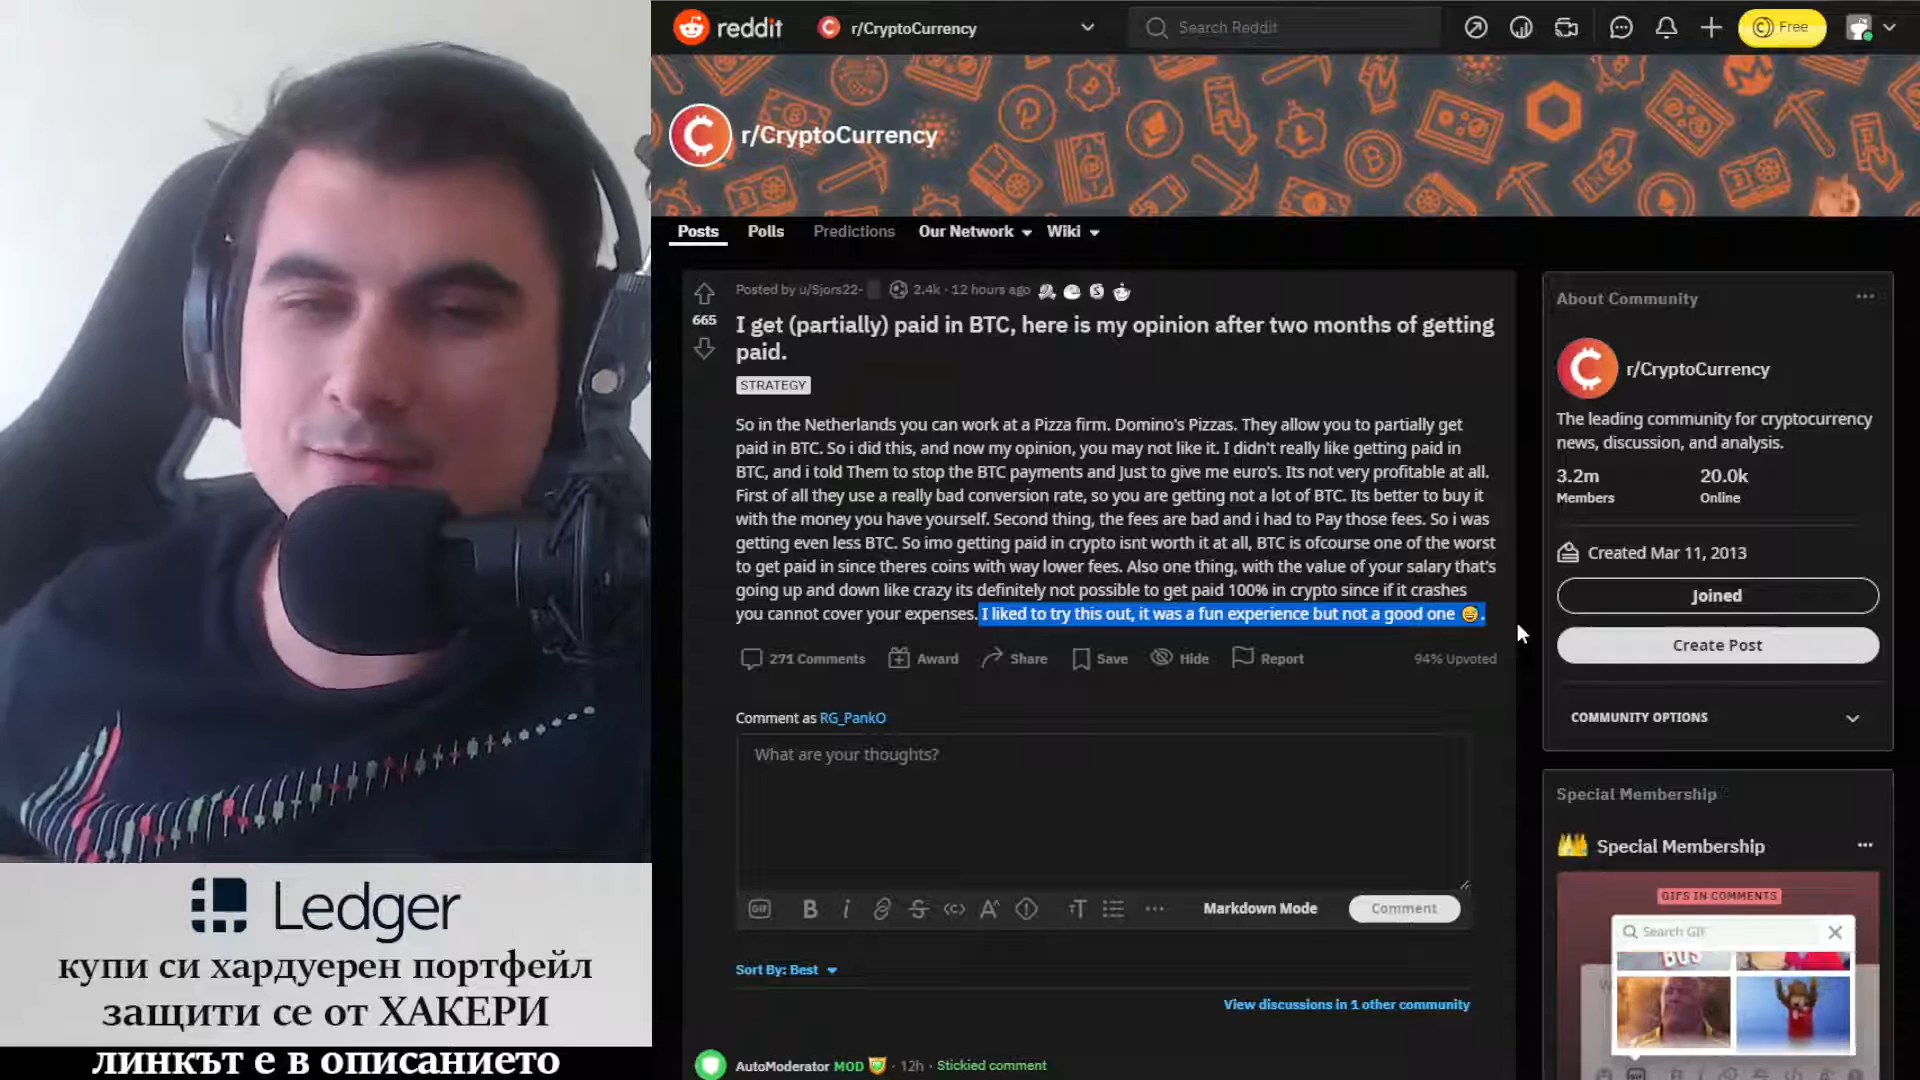 reddit
r/CryptoCurrency
Search Reddit
Free
r/CryptoCurrency
Posts
Polls
Predictions
Our Network
Wiki
Posted by u/Sjors22-
2.4k · 12 hours ago
665
I get (partially) paid in BTC, here is my opinion after two months of getting
paid.
STRATEGY
So in the Netherlands you can work at a Pizza firm. Domino's Pizzas. They allow you to partially get
paid in BTC. So i did this, and now my opinion, you may not like it. I didn't really like getting paid in
BTC, and i told Them to stop the BTC payments and Just to give me euro's. Its not very profitable at all.
First of all they use a really bad conversion rate, so you are getting not a lot of BTC. Its better to buy it
with the money you have yourself. Second thing, the fees are bad and i had to Pay those fees. So i was
getting even less BTC. So imo getting paid in crypto isnt worth it at all, BTC is ofcourse one of the worst
to get paid in since theres coins with way lower fees. Also one thing, with the value of your salary that's
going up and down like crazy its definitely not possible to get paid 100% in crypto since if it crashes
you cannot cover your expenses. I liked to try this out, it was a fun experience but not a good one 😅.
271 Comments
Award
Share
Save
Hide
Report
94% Upvoted
Comment as RG_PankO
What are your thoughts?
Markdown Mode
Comment
Sort By: Best
View discussions in 1 other community
AutoModerator MOD · 12h · Stickied comment
About Community
r/CryptoCurrency
The leading community for cryptocurrency
news, discussion, and analysis.
3.2m
Members
20.0k
Online
Created Mar 11, 2013
Joined
Create Post
COMMUNITY OPTIONS
Special Membership
Special Membership
GIFS IN COMMENTS
Search GIF
Ledger
купи си хардуерен портфейл
защити се от ХАКЕРИ
линкът е в описанието